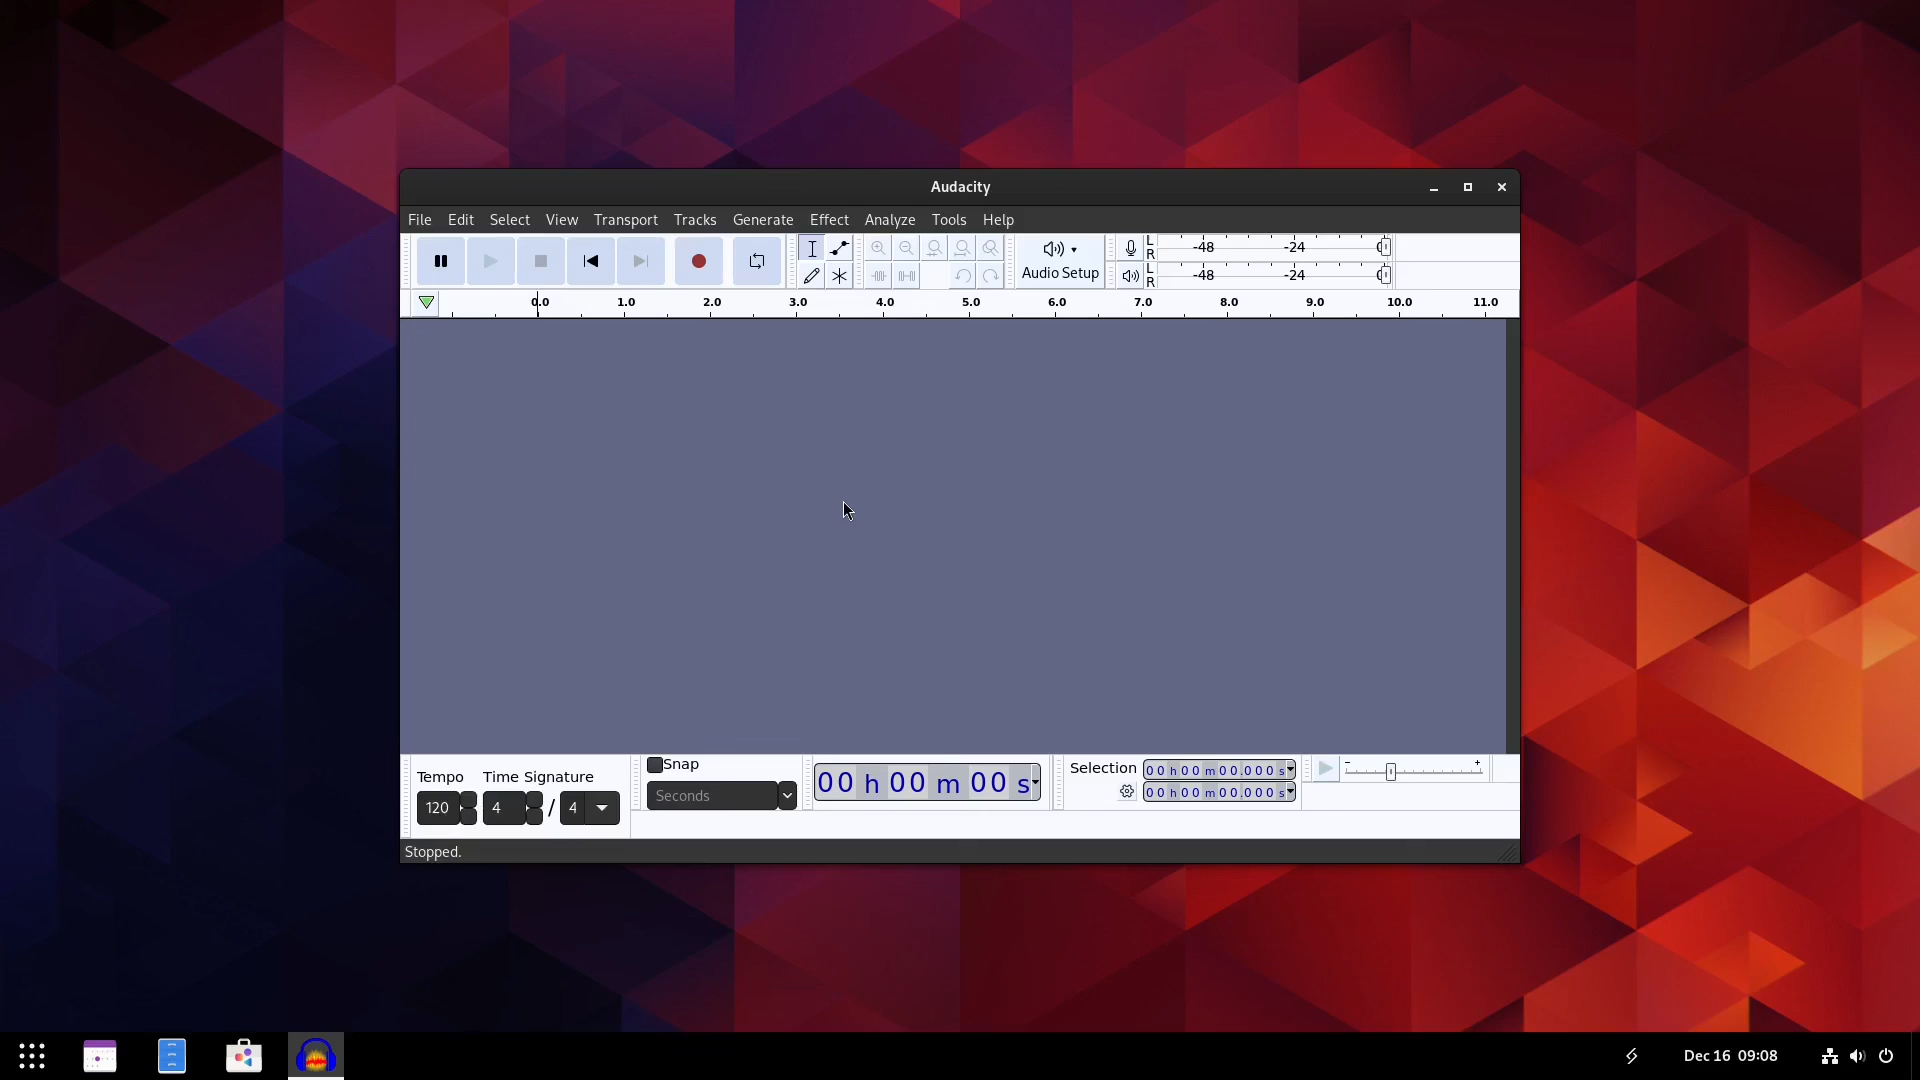 Audacity
File Edit Select View Transport Tracks Generate Effect Analyze Tools Help
L -48 -24
R
Audio Setup
L -48 -24
R
0.0 1.0 2.0 3.0 4.0 5.0 6.0 7.0 8.0 9.0 10.0 11.0
Tempo Time Signature
120 4 / 4
Snap
Seconds
00 h 00 m 00 s
Selection 00 h 00 m 00.000 s
00 h 00 m 00.000 s
- +
Stopped.
Dec 16 09:08